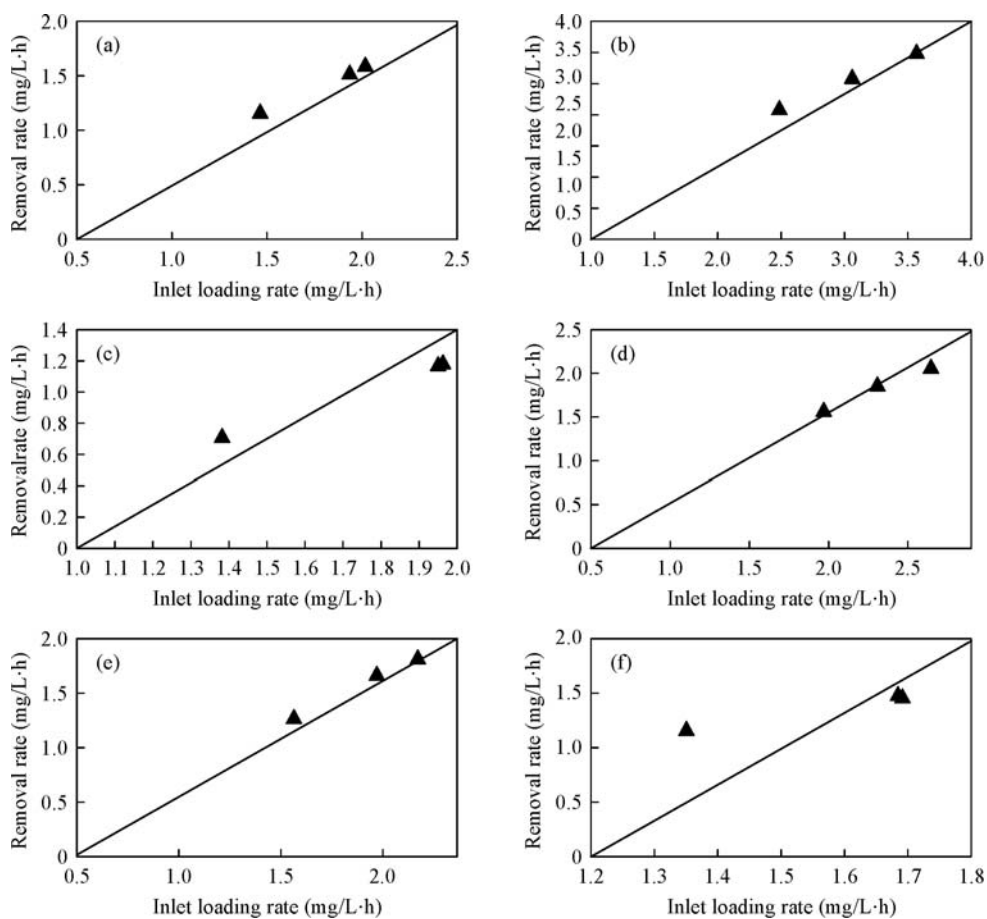 (a)
2.0
1.5
1.0
0.5
0
Removal rate (mg/L·h)
0.5 1.0 1.5 2.0 2.5
Inlet loading rate (mg/L·h)
(b)
4.0
3.5
3.0
2.5
2.0
1.5
1.0
0.5
0
Removal rate (mg/L·h)
1.0 1.5 2.0 2.5 3.0 3.5 4.0
Inlet loading rate (mg/L·h)
(c)
1.4
1.2
1.0
0.8
0.6
0.4
0.2
0
Removalrate (mg/L·h)
1.0 1.1 1.2 1.3 1.4 1.5 1.6 1.7 1.8 1.9 2.0
Inlet loading rate (mg/L·h)
(d)
2.5
2.0
1.5
1.0
0.5
0
Removal rate (mg/L·h)
0.5 1.0 1.5 2.0 2.5
Inlet loading rate (mg/L·h)
(e)
2.0
1.5
1.0
0.5
0
Removal rate (mg/L·h)
0.5 1.0 1.5 2.0
Inlet loading rate (mg/L·h)
(f)
2.0
1.5
1.0
0.5
0
Removal rate (mg/L·h)
1.2 1.3 1.4 1.5 1.6 1.7 1.8
Inlet loading rate (mg/L·h)